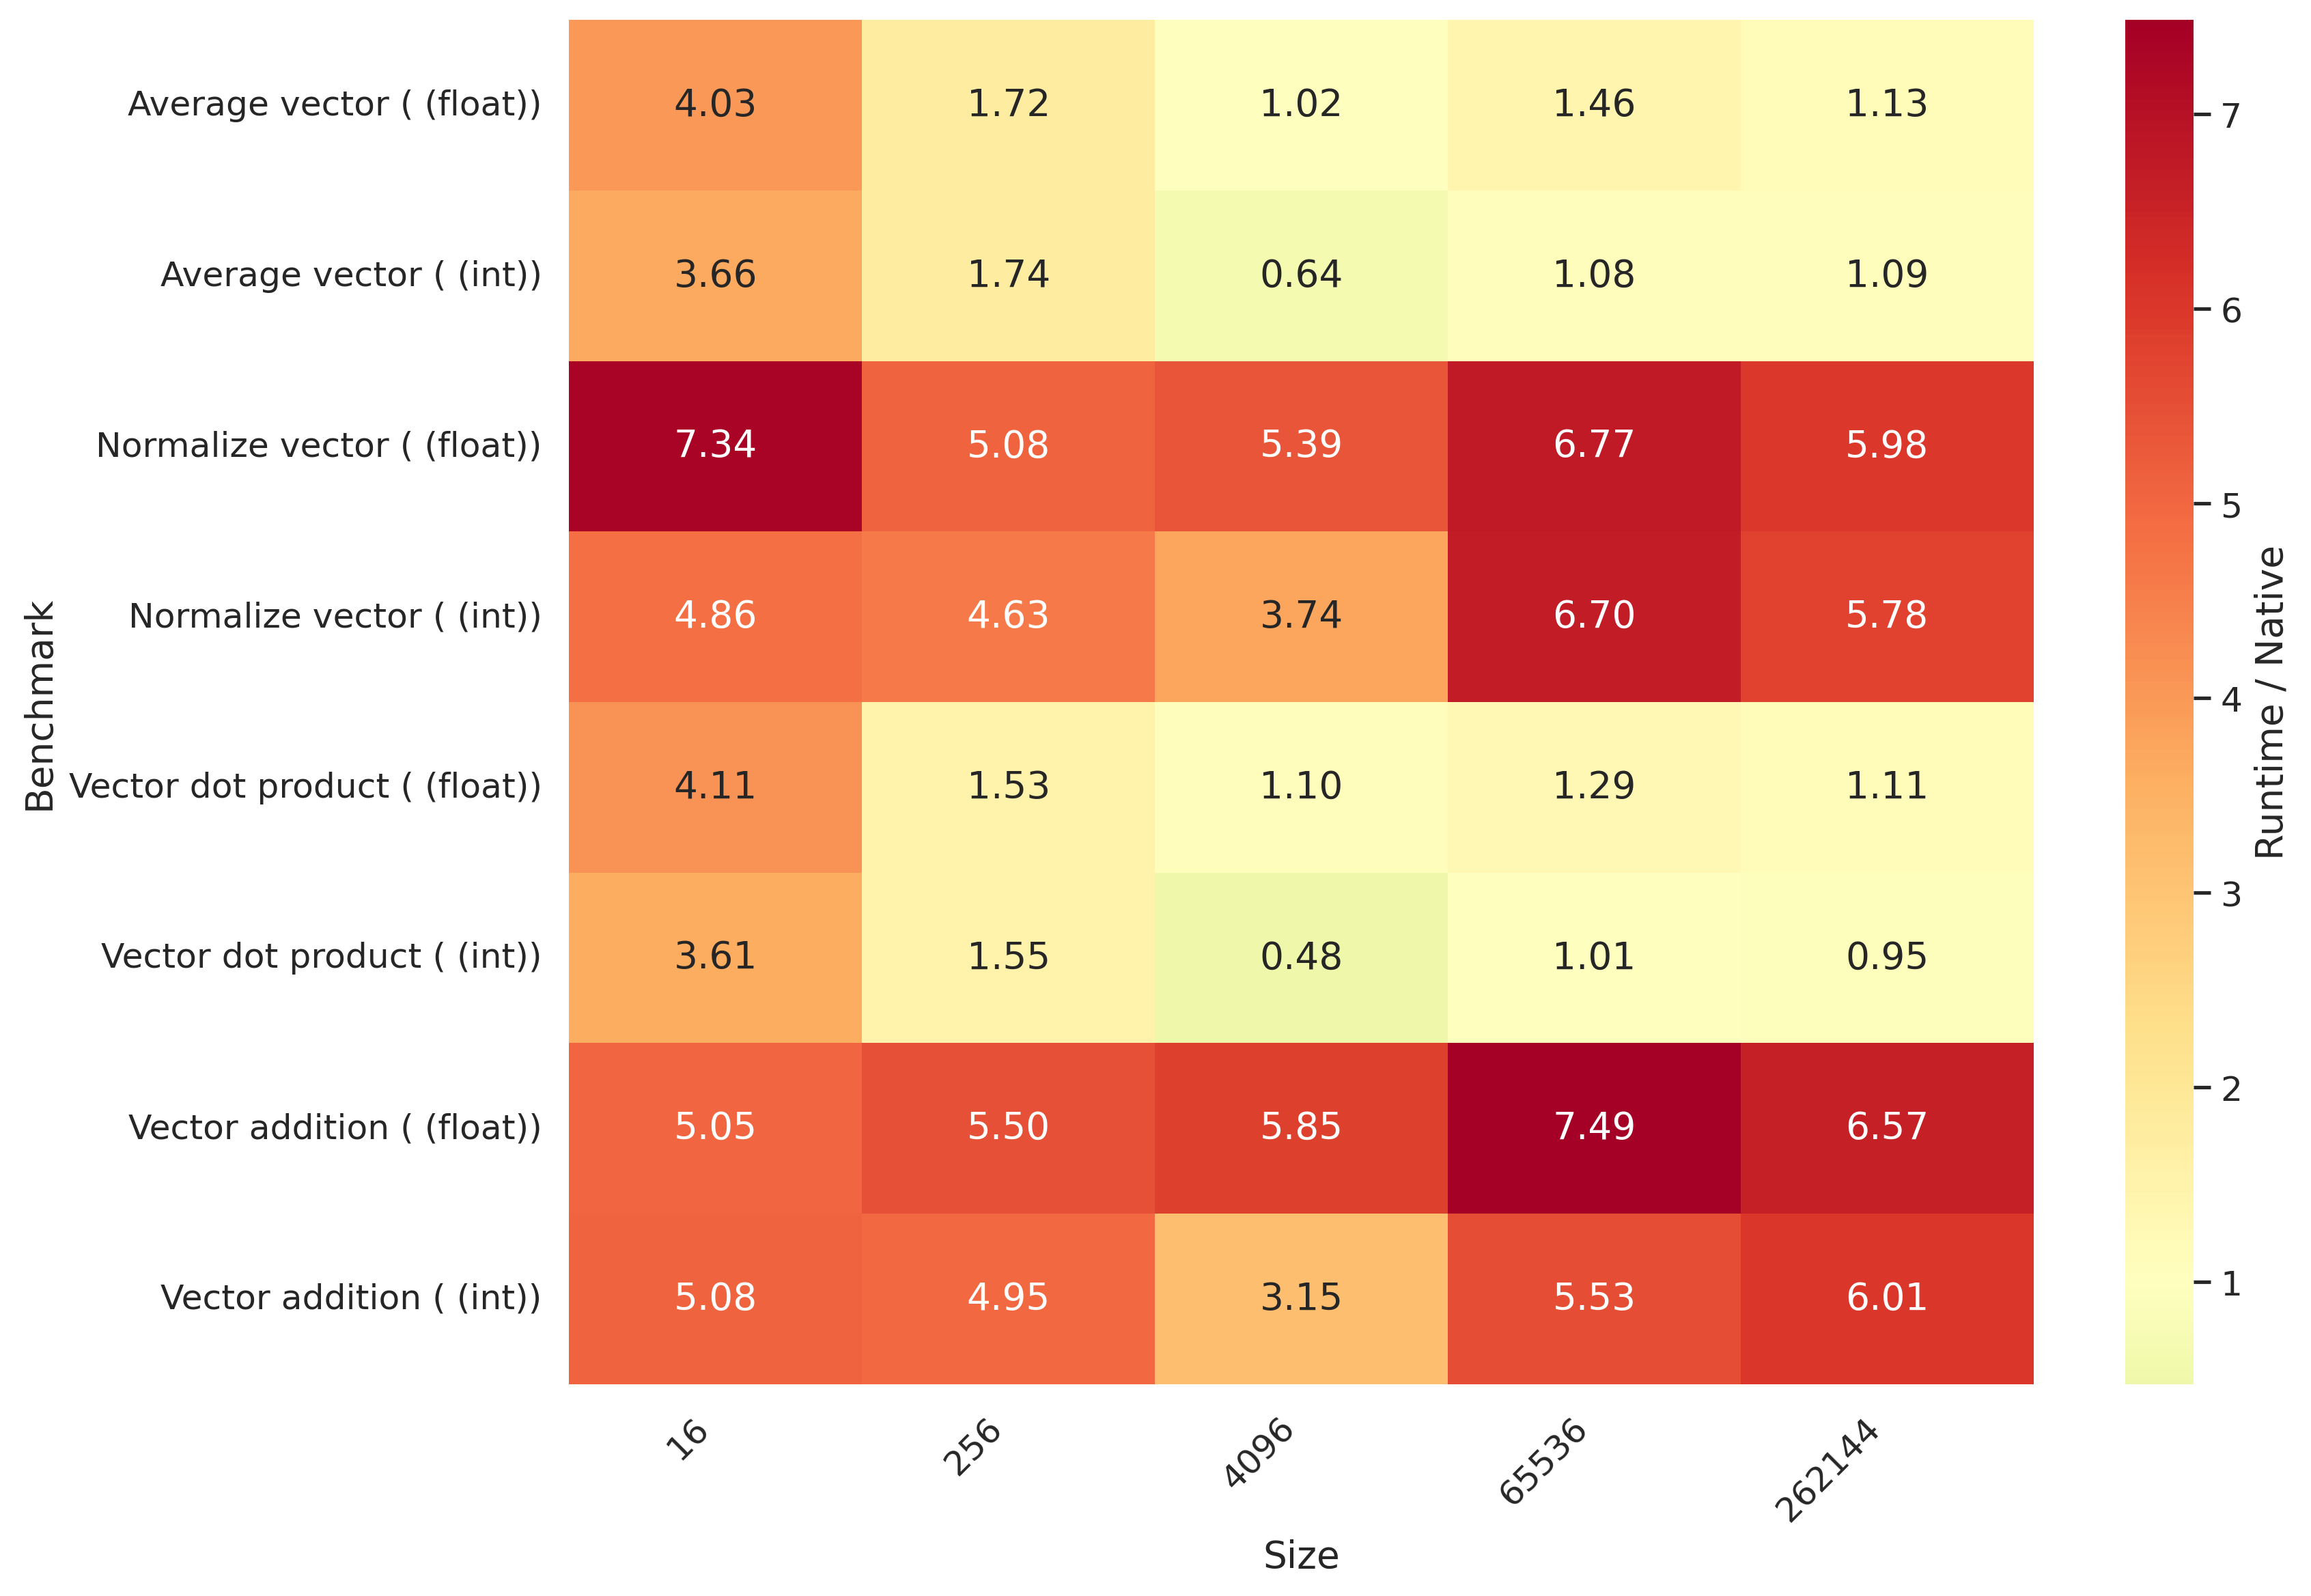 Average vector ( (float)) 4.03 1.72 1.02 1.46 1.13
Average vector ( (int)) 3.66 1.74 0.64 1.08 1.09
Normalize vector ( (float)) 7.34 5.08 5.39 6.77 5.98
Normalize vector ( (int)) 4.86 4.63 3.74 6.70 5.78
Vector dot product ( (float)) 4.11 1.53 1.10 1.29 1.11
Vector dot product ( (int)) 3.61 1.55 0.48 1.01 0.95
Vector addition ( (float)) 5.05 5.50 5.85 7.49 6.57
Vector addition ( (int)) 5.08 4.95 3.15 5.53 6.01
Benchmark
16 256 4096 65536 262144
Size
7
6
5
4
3
2
1
Runtime / Native